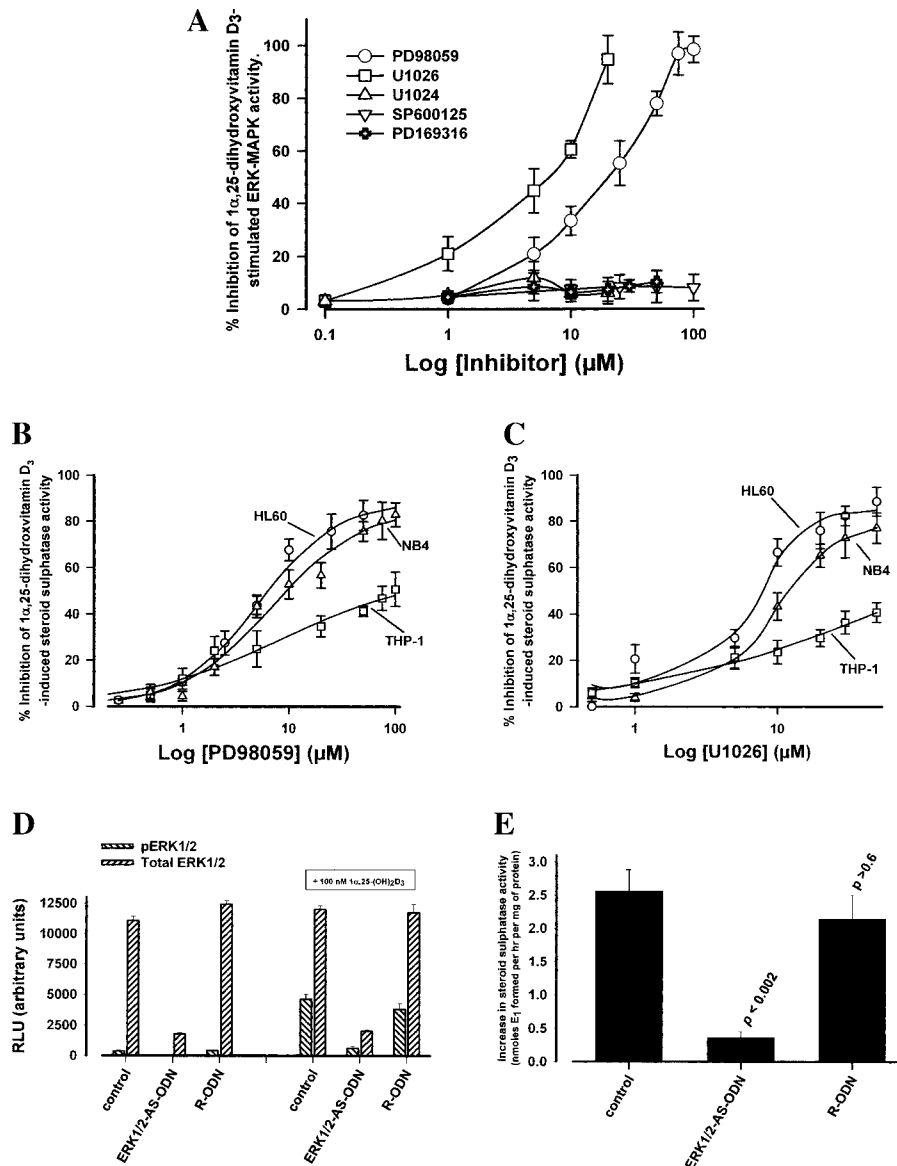 A
% Inhibition of 1α,25-dihydroxyvitamin D3-
stimulated ERK-MAPK activity.
100
80
60
40
20
0
PD98059
U1026
U1024
SP600125
PD169316
0.1
1
10
100
Log [Inhibitor] (µM)
B
% Inhibition of 1α,25-dihydroxyvitamin D3
-induced steroid sulphatase activity
100
80
60
40
20
0
HL60
NB4
THP-1
1
10
100
Log [PD98059] (µM)
C
% Inhibition of 1α,25-dihydroxyvitamin D3
-induced steroid sulphatase activity
100
80
60
40
20
0
HL60
NB4
THP-1
1
10
Log [U1026] (µM)
D
pERK1/2
Total ERK1/2
+ 100 nM 1α,25-(OH)2D3
RLU (arbitrary units)
12500
10000
7500
5000
2500
0
control
ERK1/2-AS-ODN
R-ODN
control
ERK1/2-AS-ODN
R-ODN
E
Increase in steroid sulphatase activity
(nmoles E1 formed per hr per mg of protein)
3.0
2.5
2.0
1.5
1.0
0.5
0.0
p < 0.002
p >0.6
control
ERK1/2-AS-ODN
R-ODN